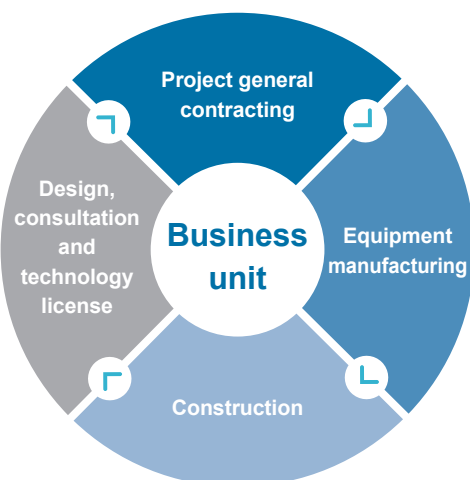 Project general
contracting
Design,
consultation
and
technology
license
Business
unit
Equipment
manufacturing
Construction